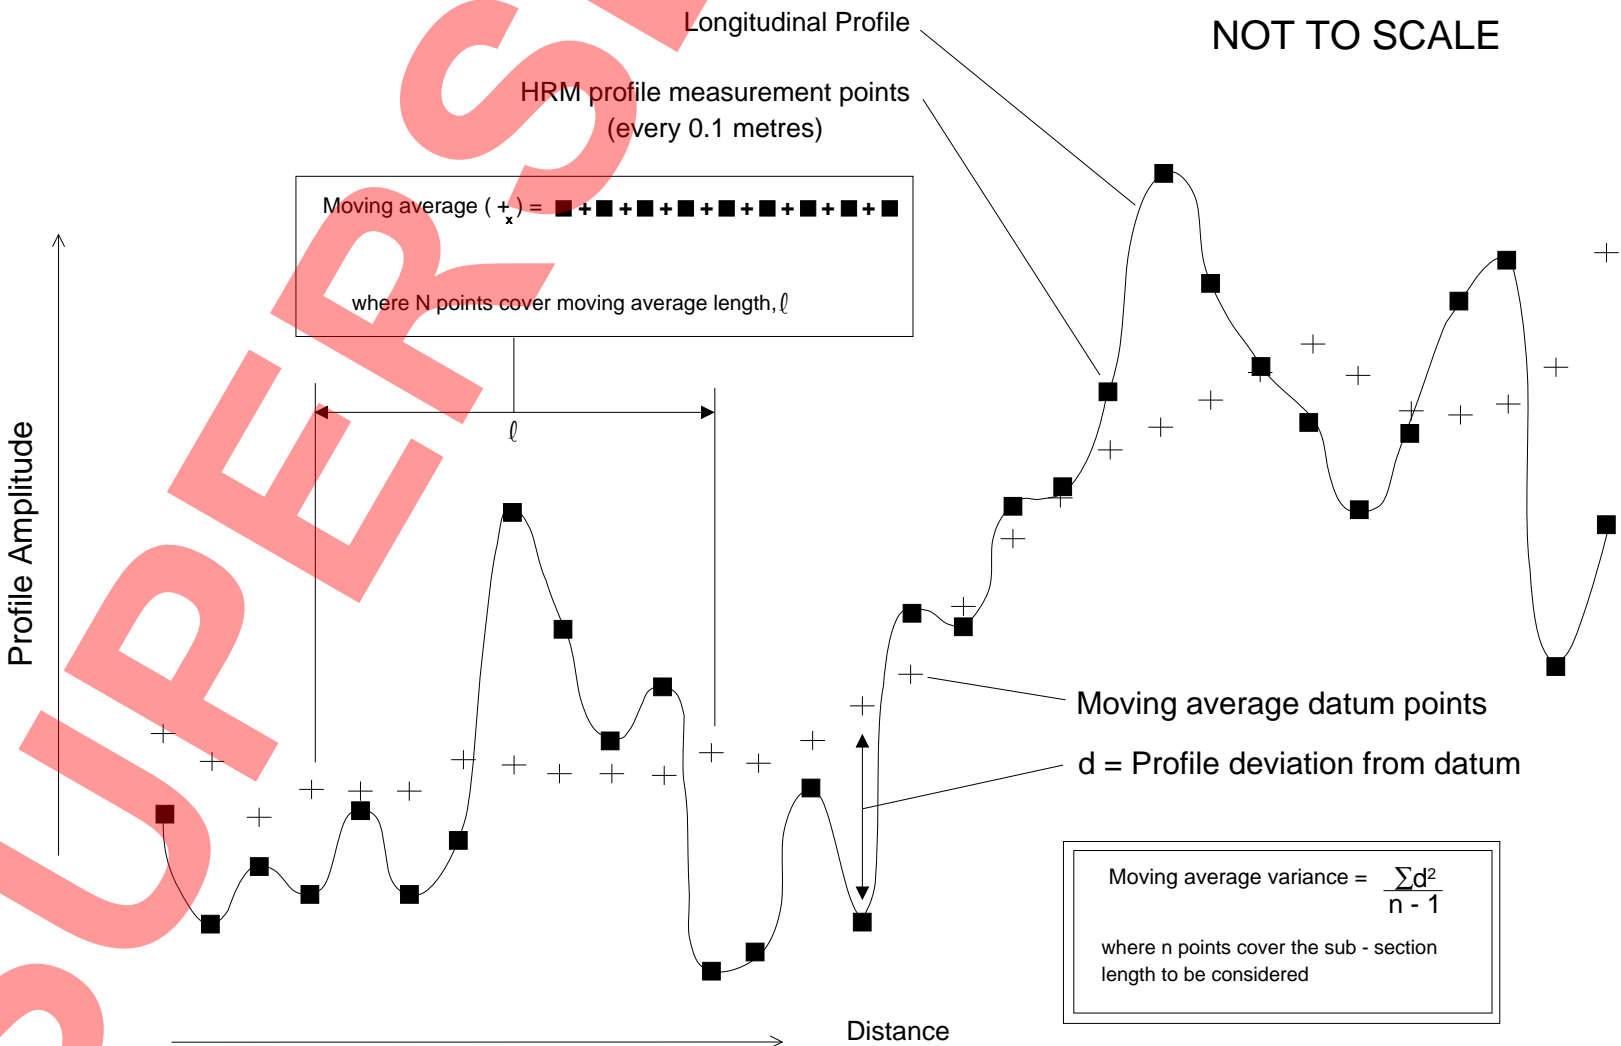 Longitudinal Profile
NOT TO SCALE
HRM profile measurement points
(every 0.1 metres)
Moving average ( + x ) = ■ + ■ + ■ + ■ + ■ + ■ + ■ + ■ + ■
where N points cover moving average length, ℓ
ℓ
Profile Amplitude
Moving average datum points
d = Profile deviation from datum
Moving average variance = ∑d²
n - 1
where n points cover the sub - section
length to be considered
Distance
SUPERSE